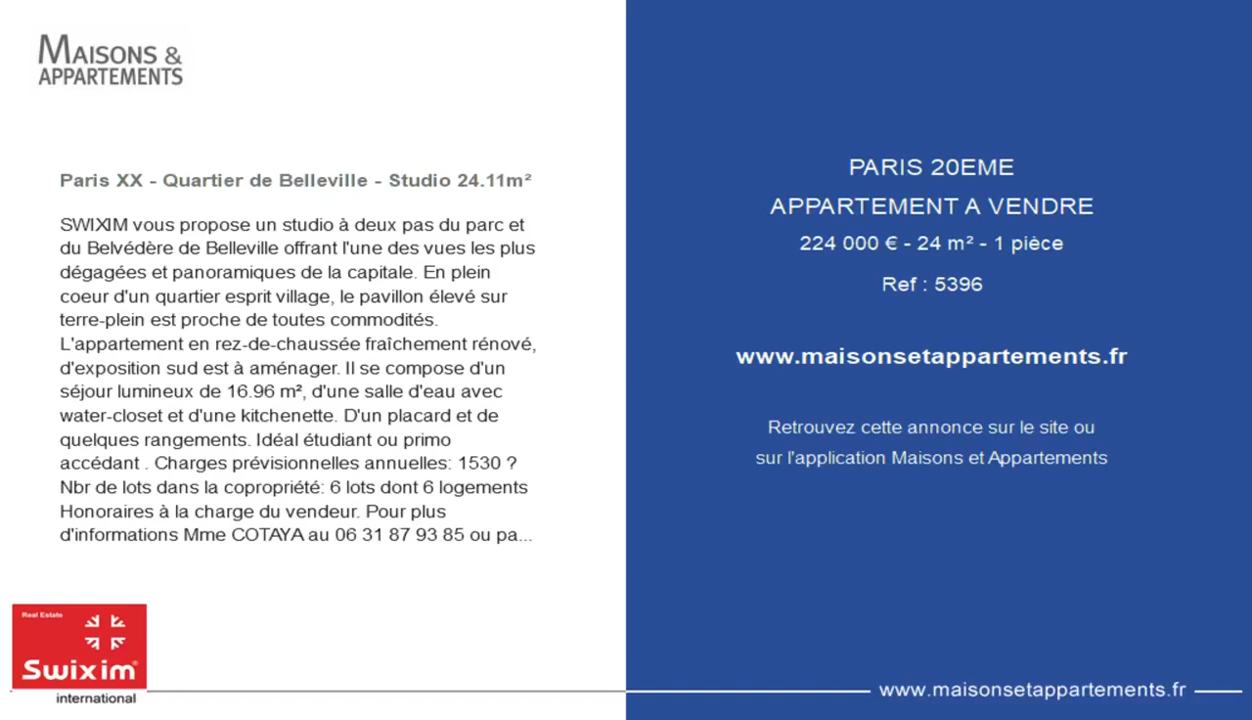 MAISONS &
APPARTEMENTS
Paris XX - Quartier de Belleville - Studio 24.11m²
SWIXIM vous propose un studio à deux pas du parc et
du Belvédère de Belleville offrant l'une des vues les plus
dégagées et panoramiques de la capitale. En plein
coeur d'un quartier esprit village, le pavillon élevé sur
terre-plein est proche de toutes commodités.
L'appartement en rez-de-chaussée fraîchement rénové,
d'exposition sud est à aménager. Il se compose d'un
séjour lumineux de 16.96 m², d'une salle d'eau avec
water-closet et d'une kitchenette. D'un placard et de
quelques rangements. Idéal étudiant ou primo
accédant . Charges prévisionnelles annuelles: 1530 ?
Nbr de lots dans la copropriété: 6 lots dont 6 logements
Honoraires à la charge du vendeur. Pour plus
d'informations Mme COTAYA au 06 31 87 93 85 ou pa...
Real Estate
Swixim®
international
PARIS 20EME
APPARTEMENT A VENDRE
224 000 € - 24 m² - 1 pièce
Ref : 5396
www.maisonsetappartements.fr
Retrouvez cette annonce sur le site ou
sur l'application Maisons et Appartements
www.maisonsetappartements.fr